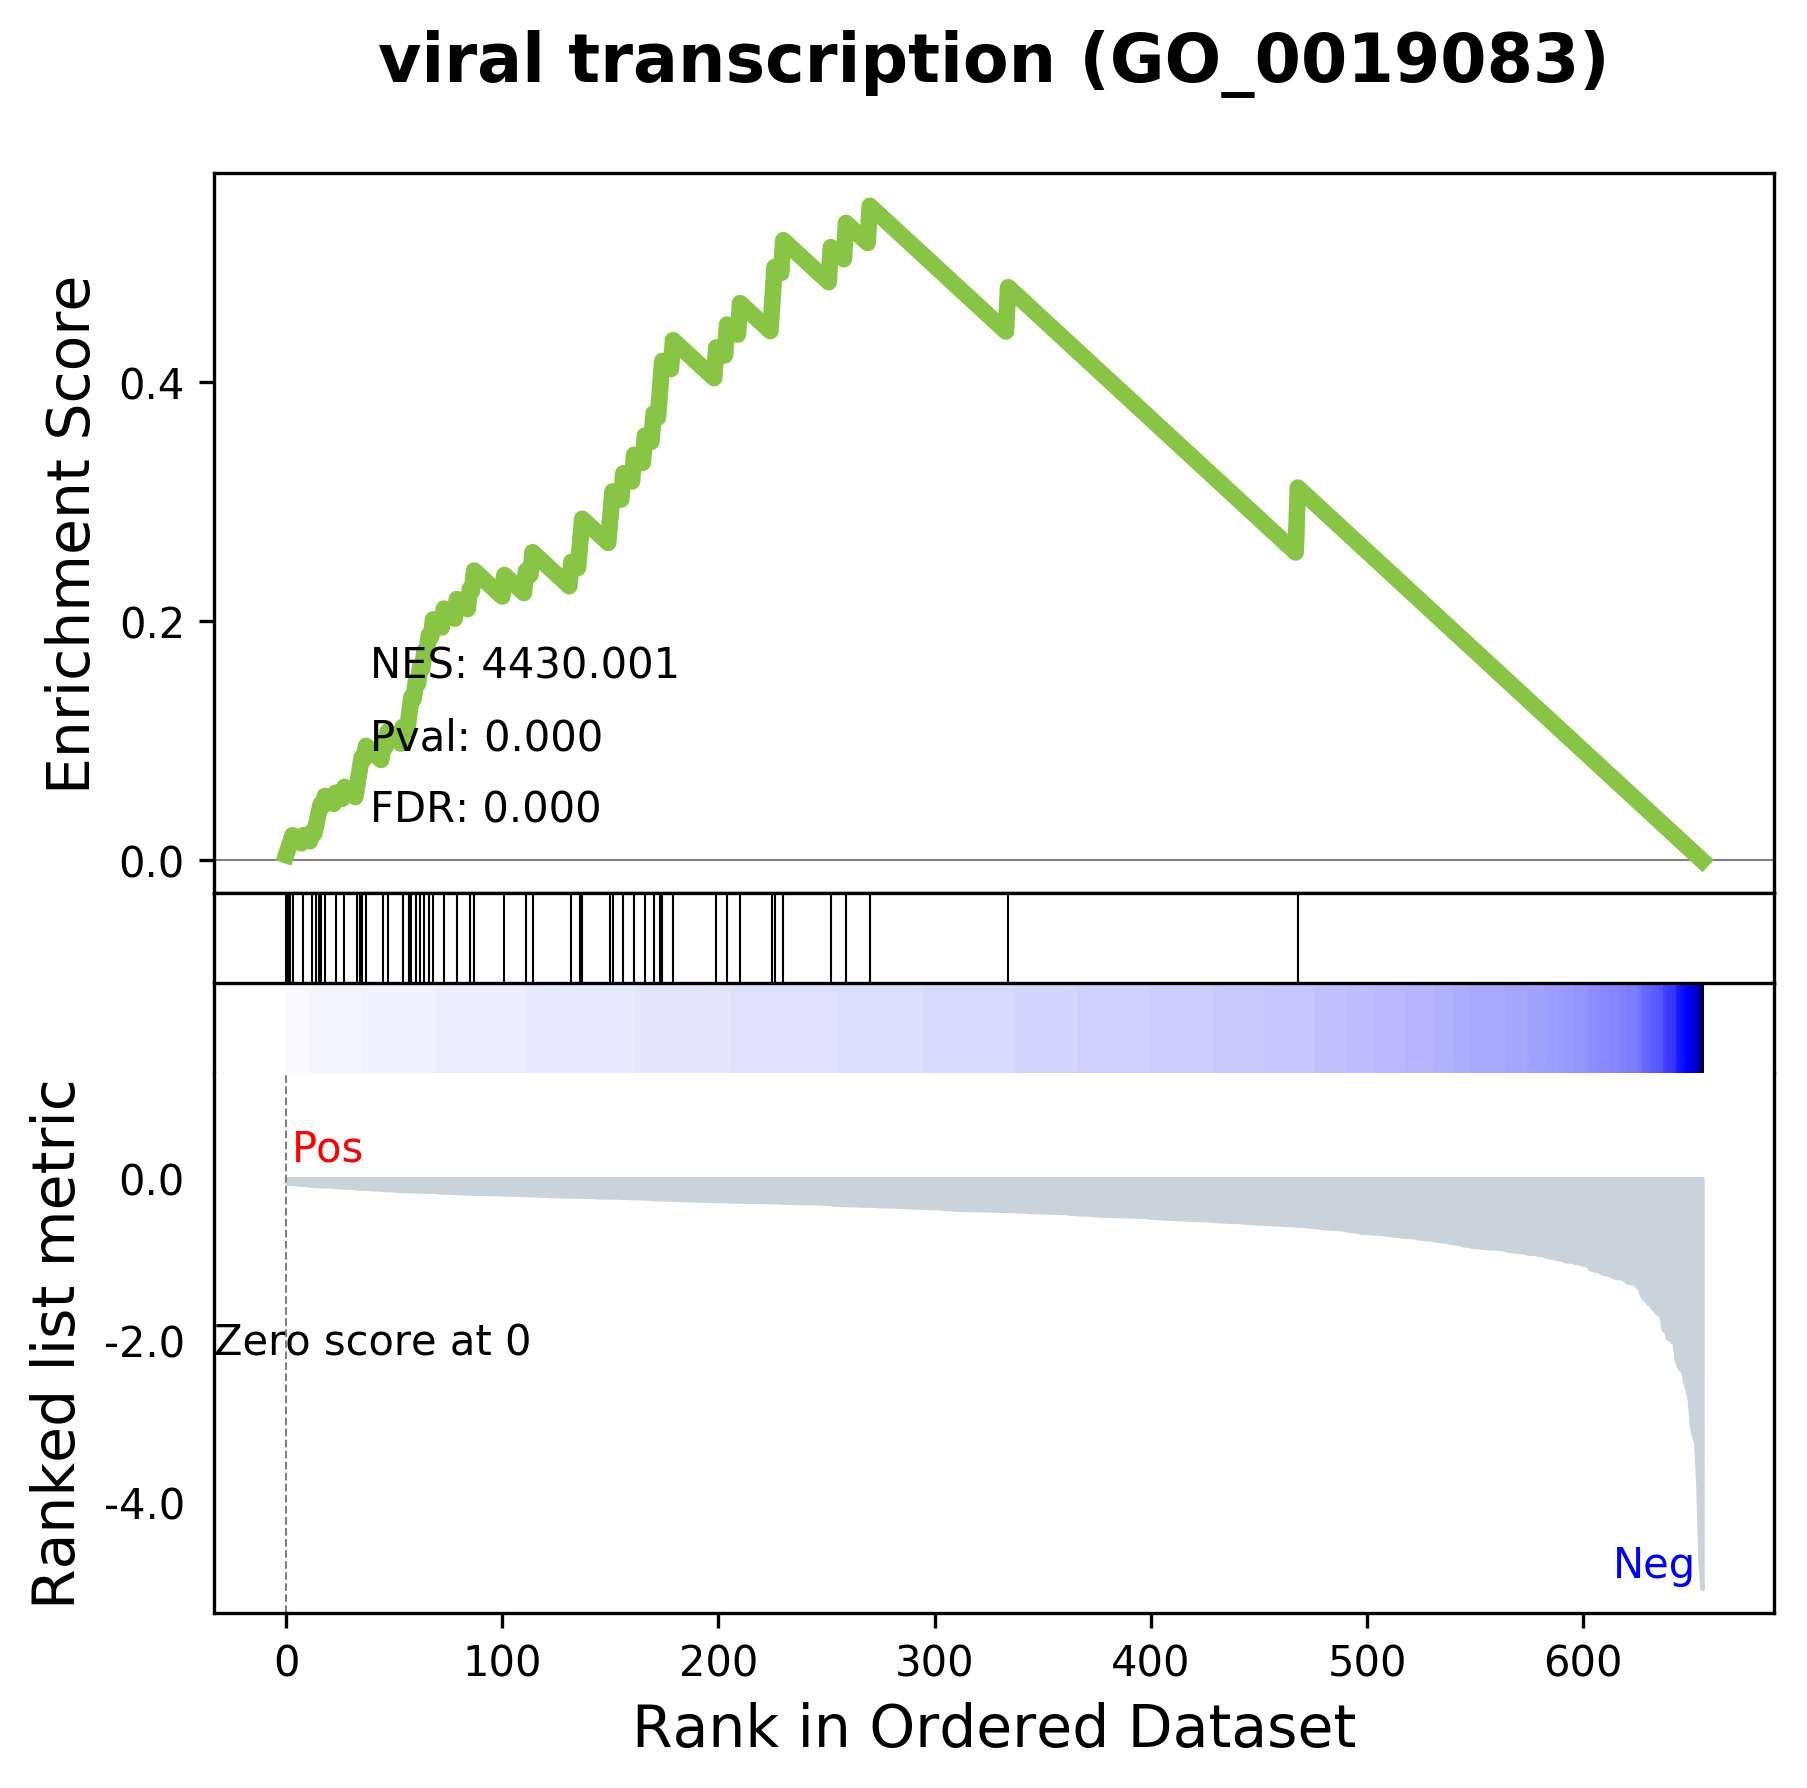 viral transcription (GO_0019083)
Enrichment Score
0.4
0.2
0.0
NES: 4430.001
Pval: 0.000
FDR: 0.000
Ranked list metric
Pos
0.0
-2.0
Zero score at 0
-4.0
Neg
0 100 200 300 400 500 600
Rank in Ordered Dataset